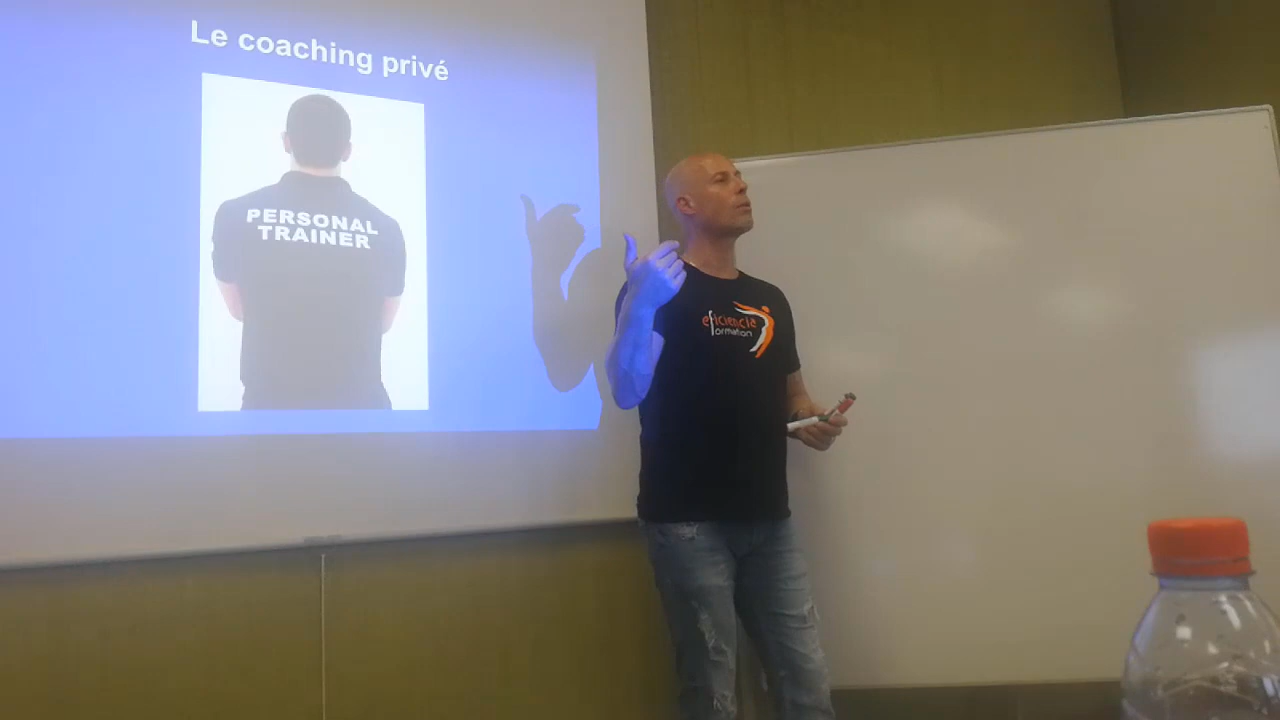 Le coaching privé
PERSONAL
TRAINER
eficiencia
formation